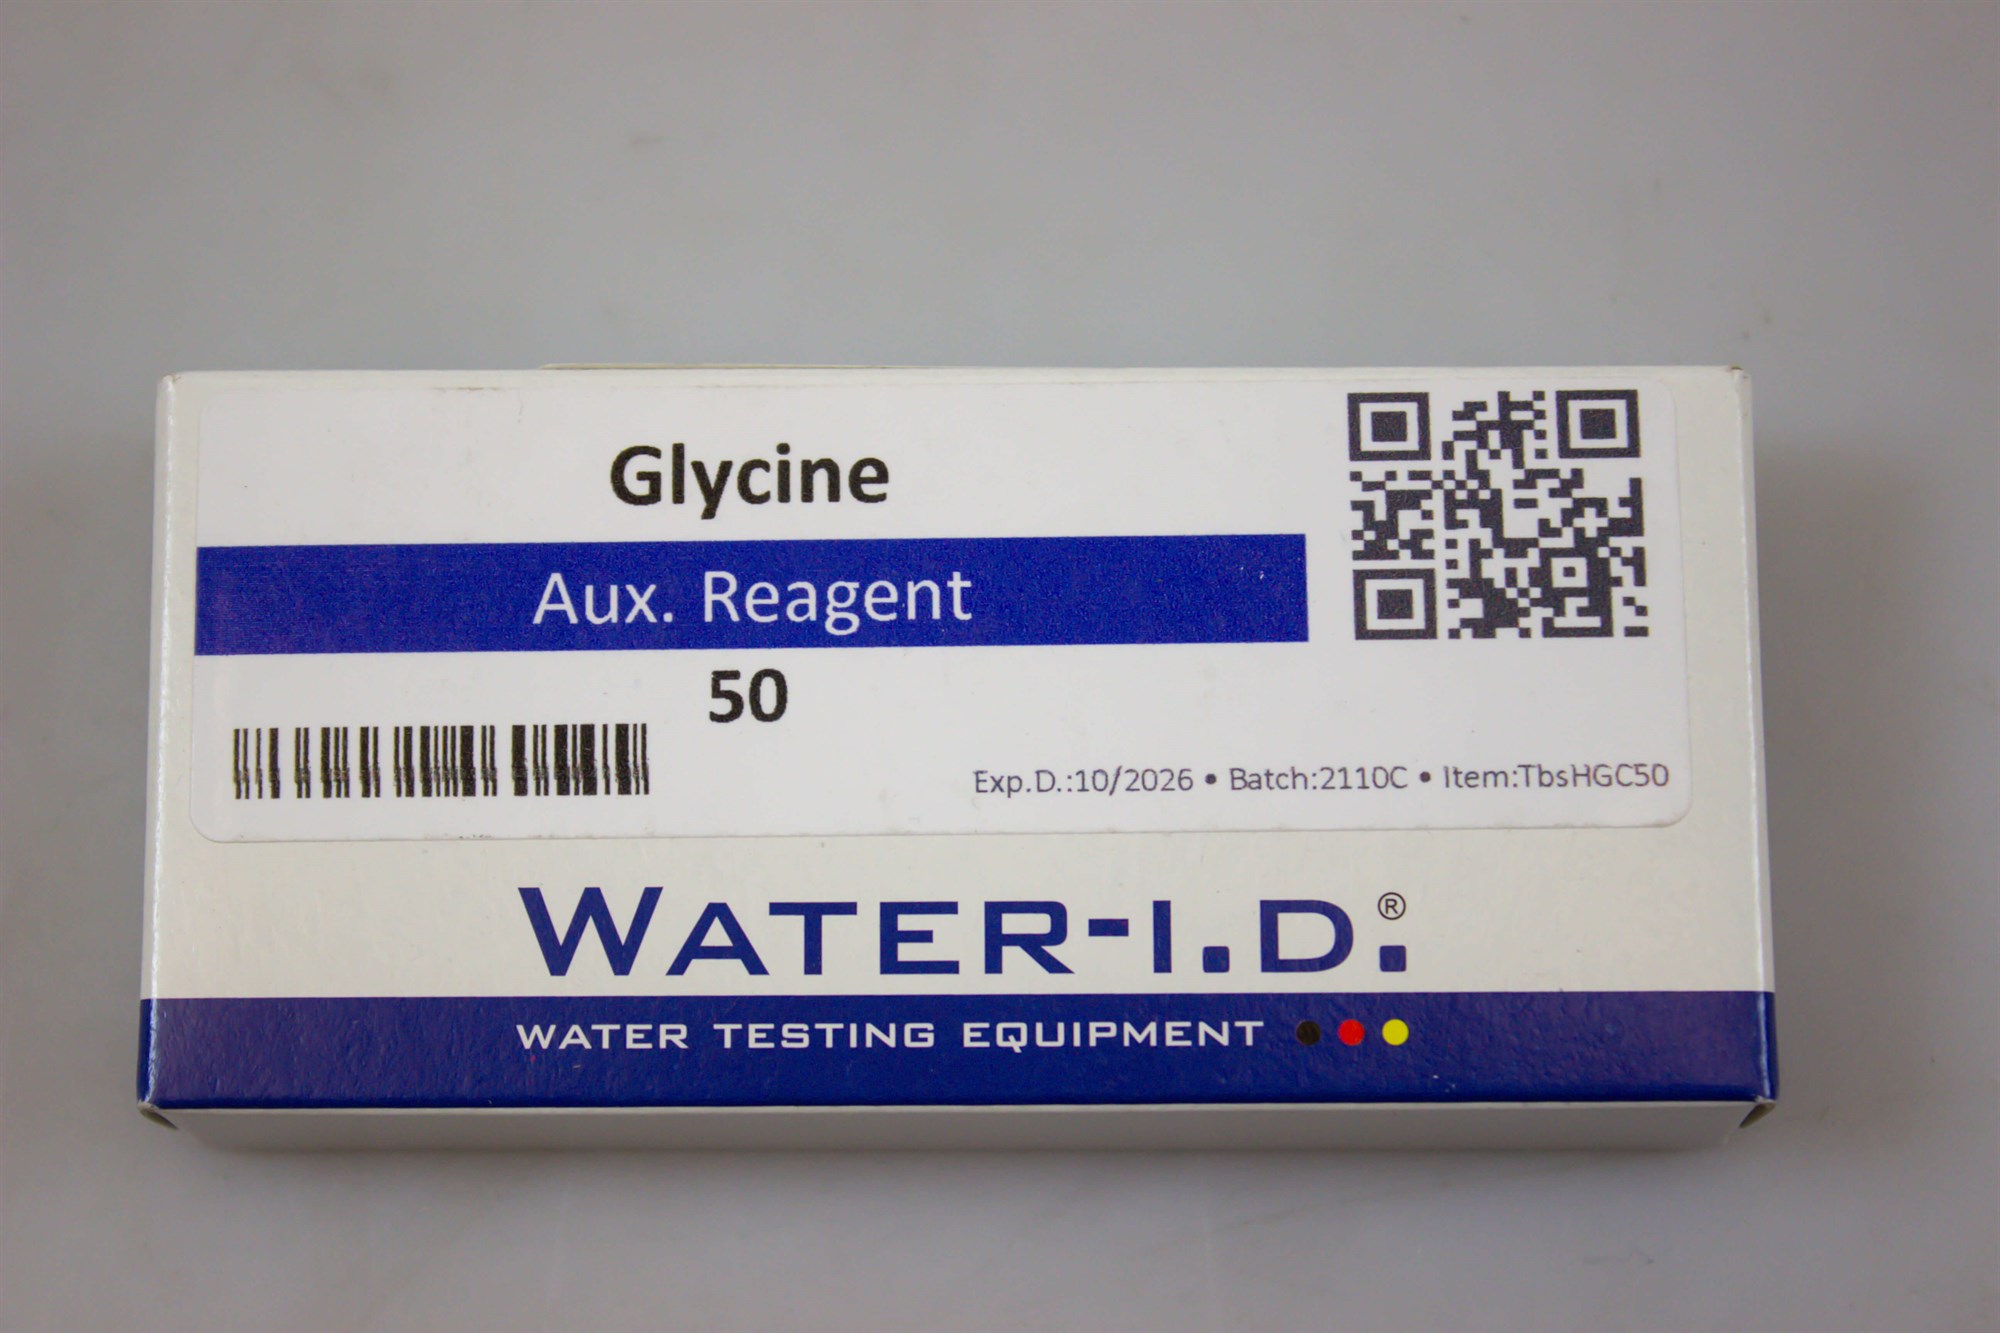 Glycine
Aux. Reagent
50
Exp.D.:10/2026 • Batch:2110C • Item:TbsHGC50
WATER-I.D.®
WATER TESTING EQUIPMENT